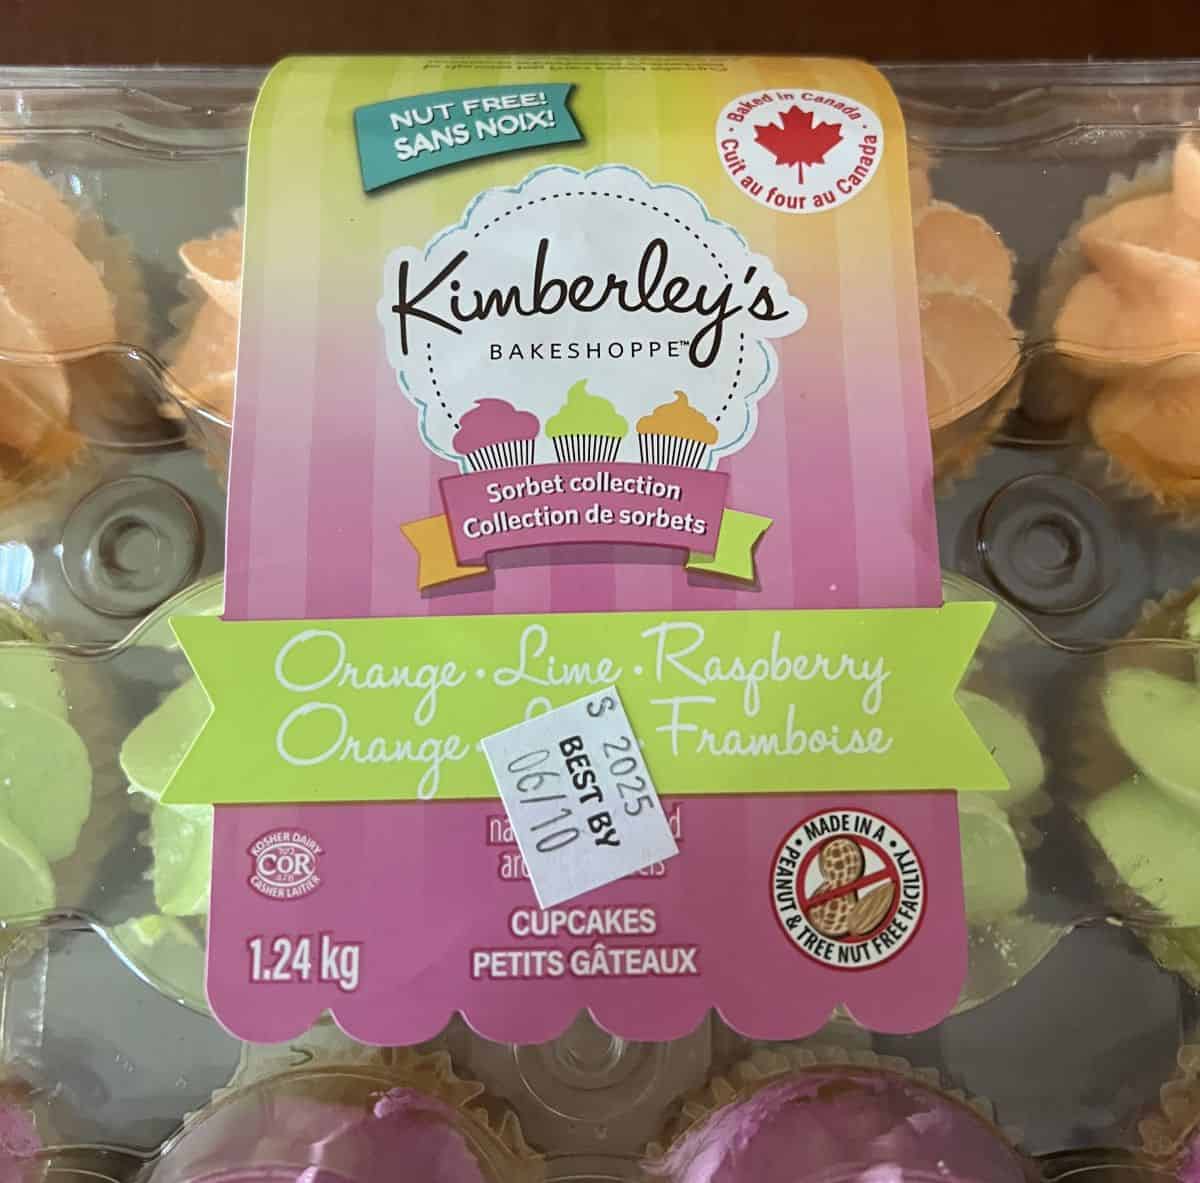 NUT FREE!
SANS NOIX!
Baked in Canada
Cuit au four au Canada
Kimberley's
BAKESHOPPE™
Sorbet collection
Collection de sorbets
Orange · Lime · Raspberry
Orange · Framboise
S 2025
BEST BY
06/10
CUPCAKES
PETITS GÂTEAUX
KOSHER DAIRY
COR
CASHER LAITIER
1.24 kg
MADE IN A
PEANUT & TREE NUT FREE FACILITY